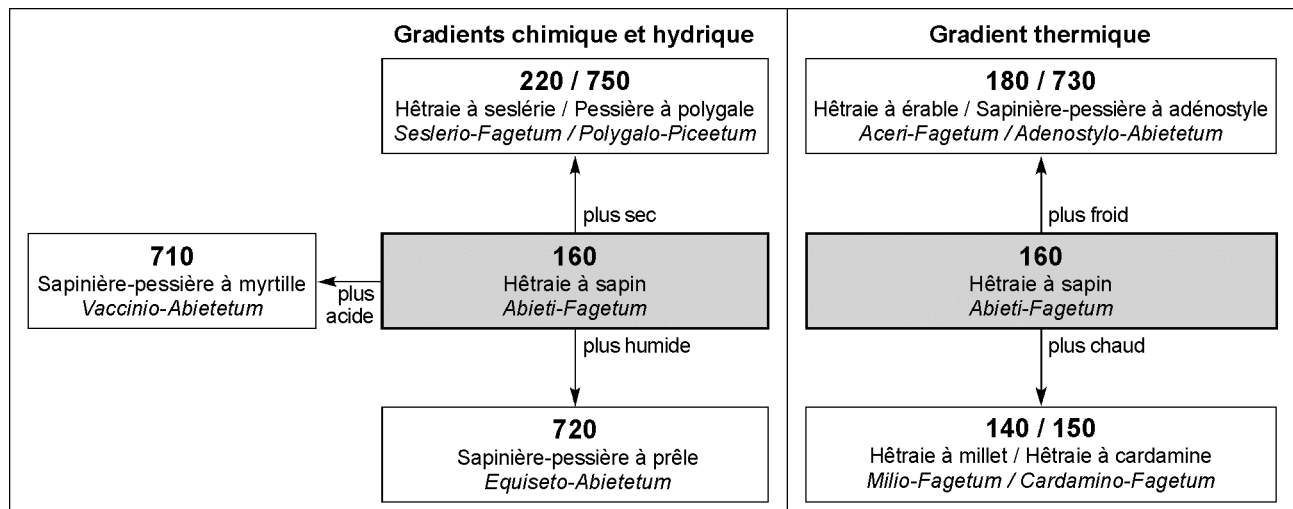 Gradients chimique et hydrique
220 / 750
Hêtraie à seslérie / Pessière à polygale
Seslerio-Fagetum / Polygalo-Piceetum
plus sec
710
Sapinière-pessière à myrtille
Vaccinio-Abietetum
plus
acide
160
Hêtraie à sapin
Abieti-Fagetum
plus humide
720
Sapinière-pessière à prêle
Equiseto-Abietetum
Gradient thermique
180 / 730
Hêtraie à érable / Sapinière-pessière à adénostyle
Aceri-Fagetum / Adenostylo-Abietetum
plus froid
160
Hêtraie à sapin
Abieti-Fagetum
plus chaud
140 / 150
Hêtraie à millet / Hêtraie à cardamine
Milio-Fagetum / Cardamino-Fagetum